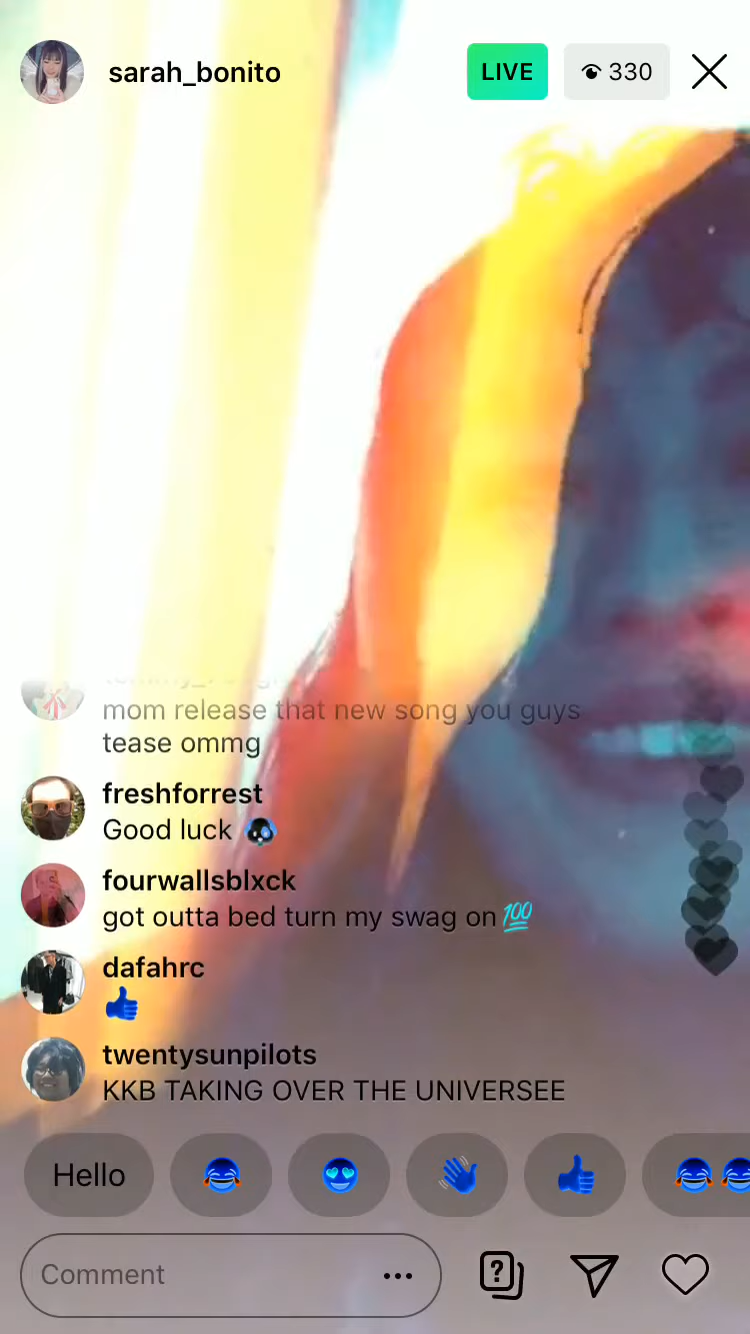 sarah_bonito
LIVE
330
mom release that new song you guys
tease ommg
freshforrest
Good luck
fourwallsblxck
got outta bed turn my swag on 💯
dafahrc
👍
twentysunpilots
KKB TAKING OVER THE UNIVERSEE
Hello
Comment